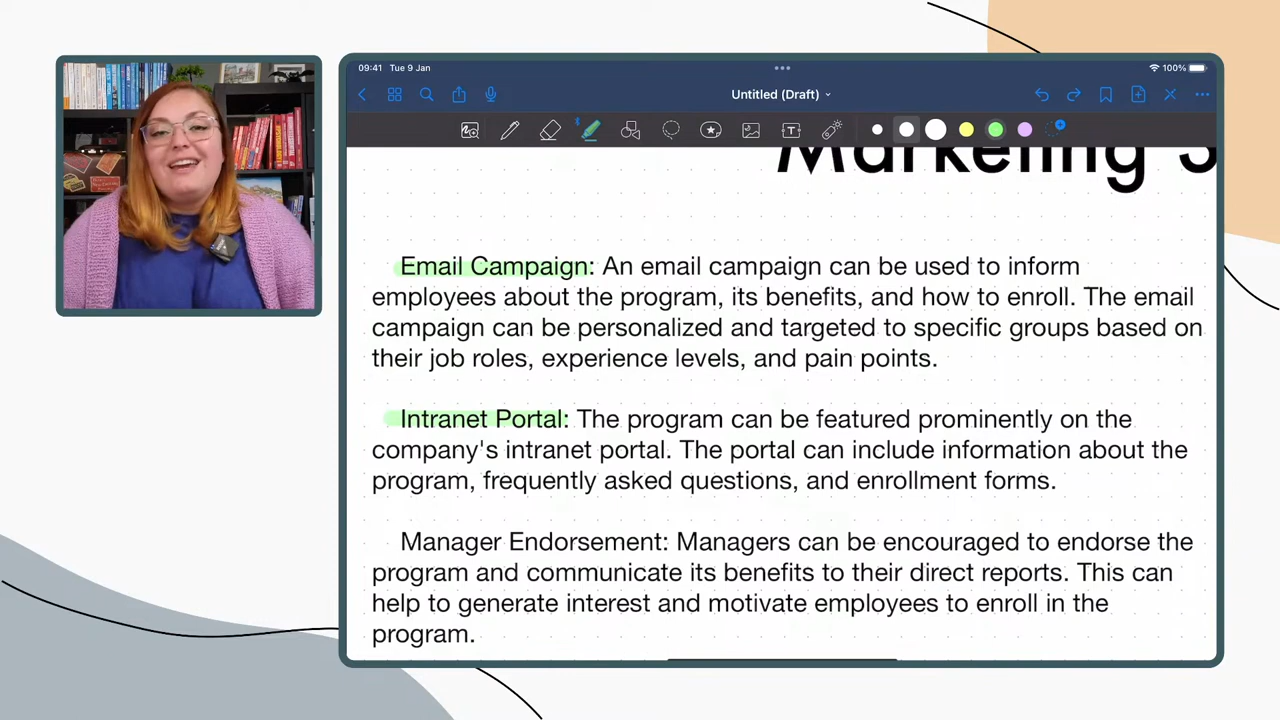 09:41 Tue 9 Jan
100%
Untitled (Draft)
Marketing S
Email Campaign: An email campaign can be used to inform
employees about the program, its benefits, and how to enroll. The email
campaign can be personalized and targeted to specific groups based on
their job roles, experience levels, and pain points.
Intranet Portal: The program can be featured prominently on the
company's intranet portal. The portal can include information about the
program, frequently asked questions, and enrollment forms.
Manager Endorsement: Managers can be encouraged to endorse the
program and communicate its benefits to their direct reports. This can
help to generate interest and motivate employees to enroll in the
program.